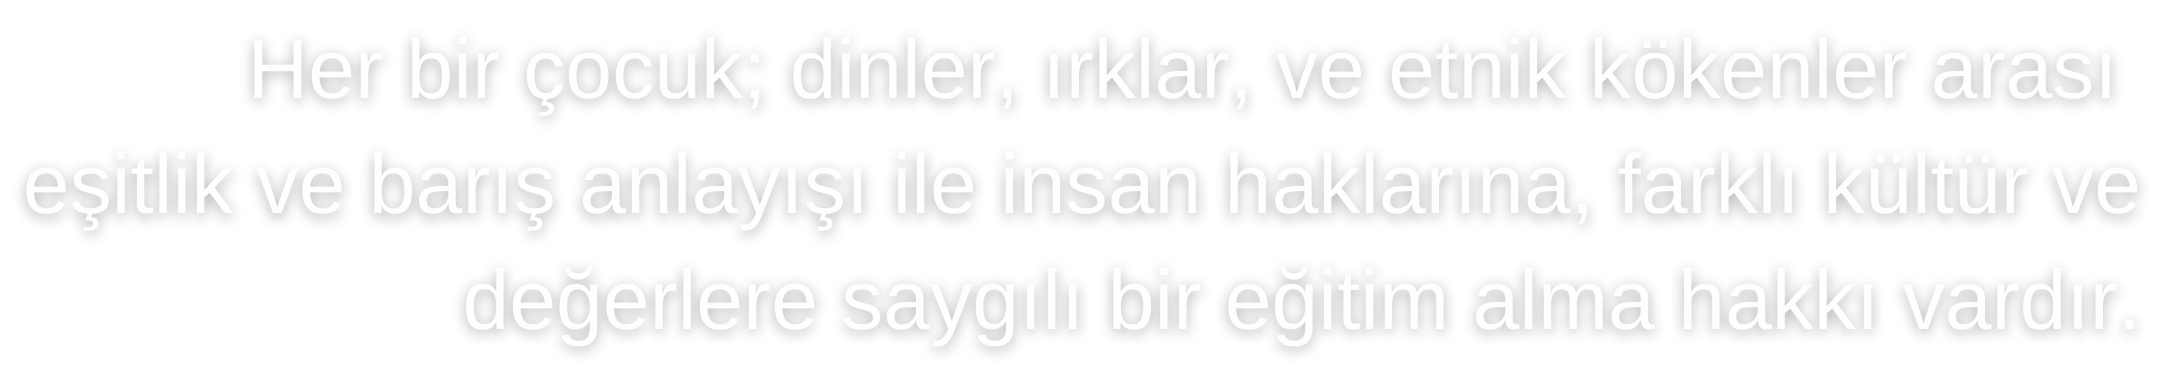 Her bir çocuk; dinler, ırklar, ve etnik kökenler arası
eşitlik ve barış anlayışı ile insan haklarına, farklı kültür ve
değerlere saygılı bir eğitim alma hakkı vardır.